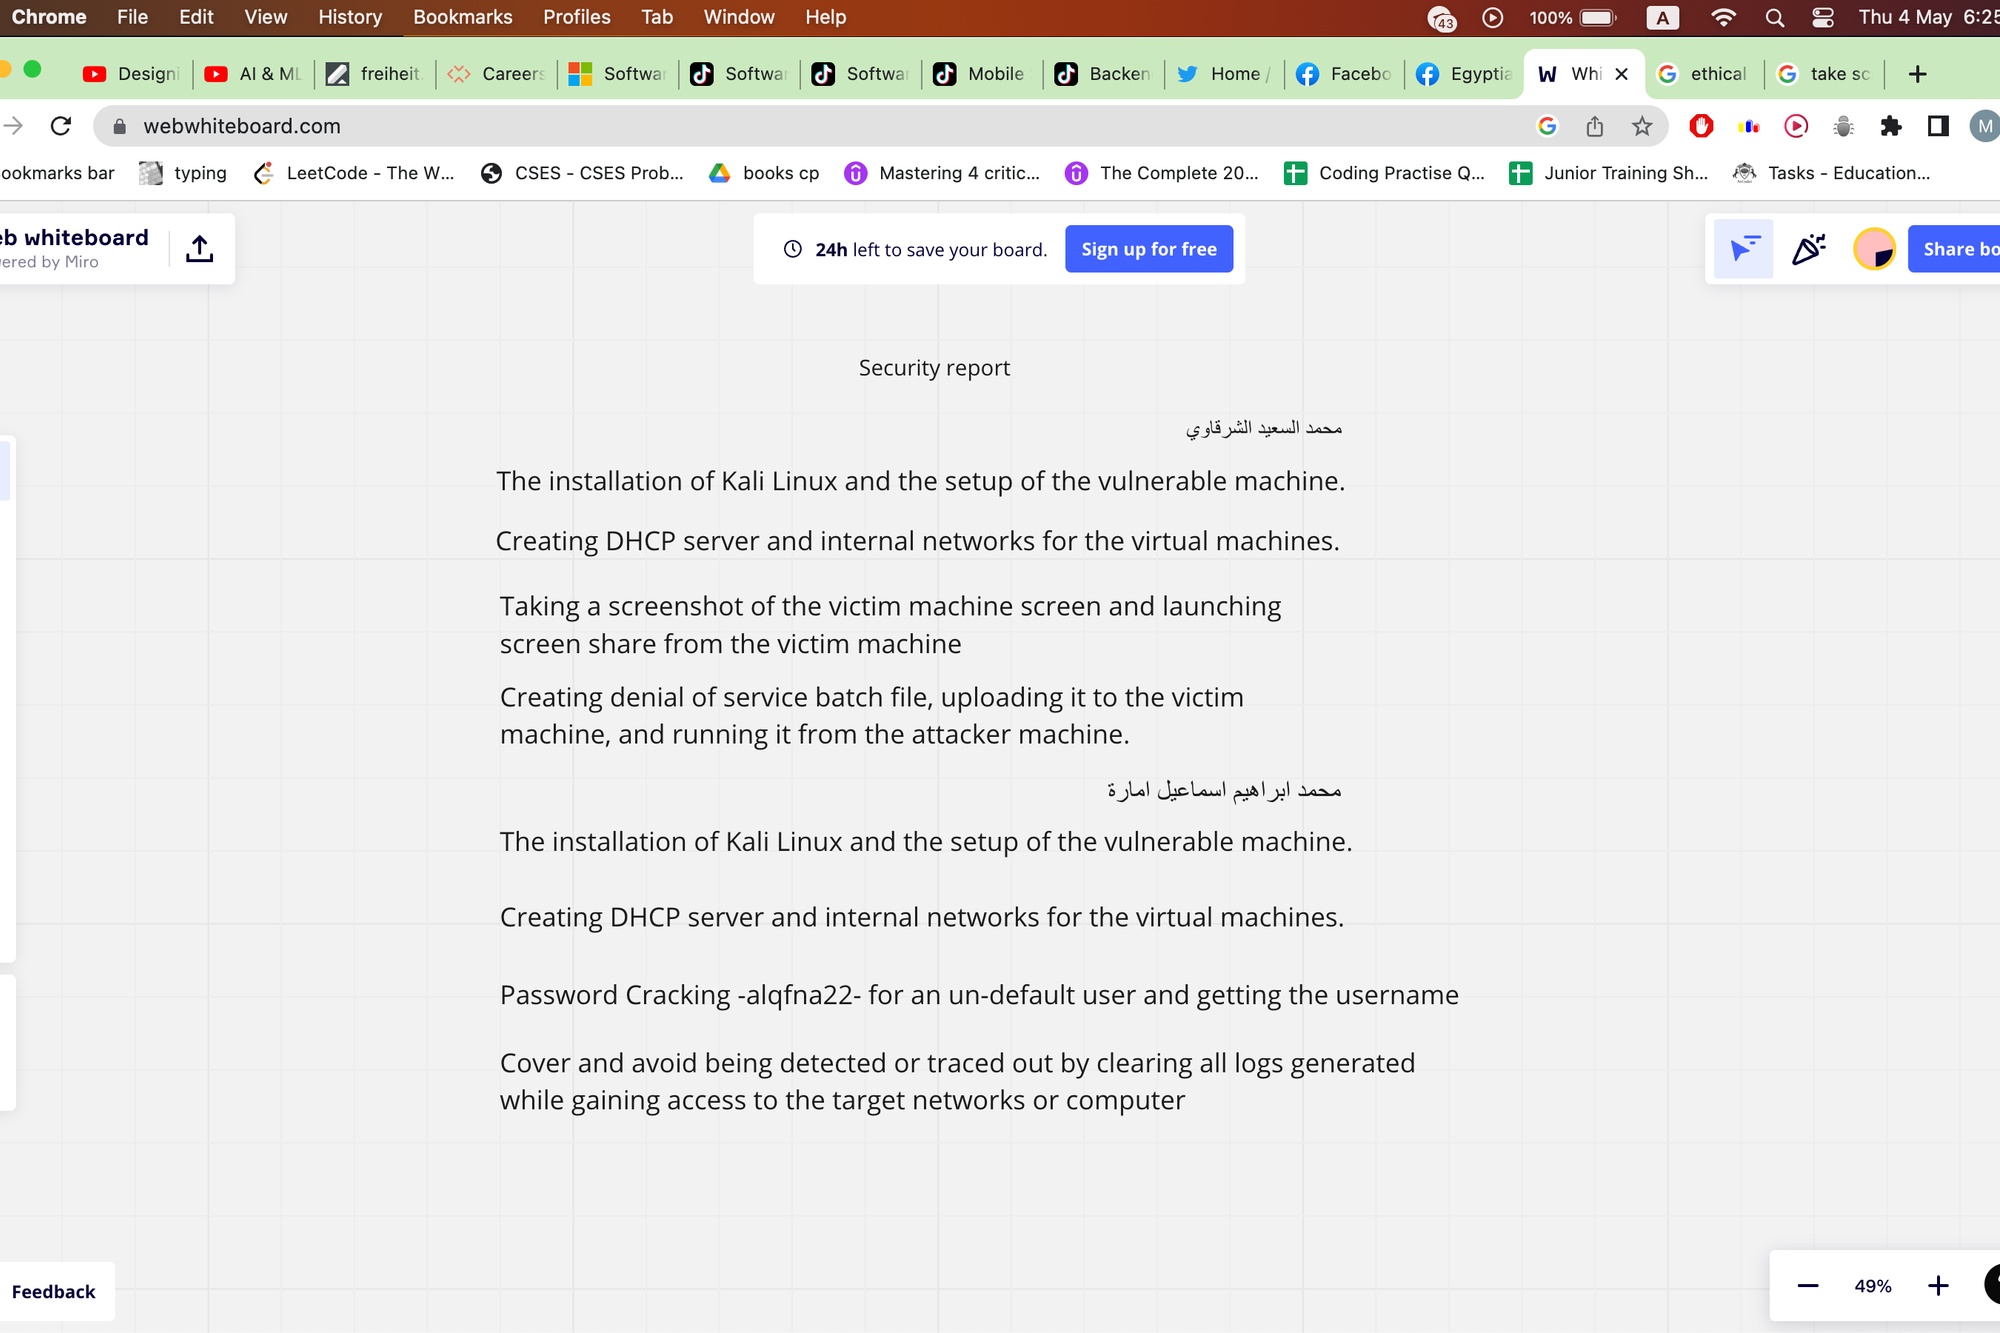 Chrome File Edit View History Bookmarks Profiles Tab Window Help 43 100% A Thu 4 May 6:25
Designi AI & ML freiheit. Careers Softwar Softwar Softwar Mobile Backen Home / Facebo Egyptia Whi ethical take sc
webwhiteboard.com M
ookmarks bar typing LeetCode - The W... CSES - CSES Prob... books cp Mastering 4 critic... The Complete 20... Coding Practise Q... Junior Training Sh... Tasks - Education...
eb whiteboard
ered by Miro
24h left to save your board. Sign up for free
Share bo
Security report
محمد السعيد الشرقاوي
The installation of Kali Linux and the setup of the vulnerable machine.
Creating DHCP server and internal networks for the virtual machines.
Taking a screenshot of the victim machine screen and launching
screen share from the victim machine
Creating denial of service batch file, uploading it to the victim
machine, and running it from the attacker machine.
محمد ابراهيم اسماعيل امارة
The installation of Kali Linux and the setup of the vulnerable machine.
Creating DHCP server and internal networks for the virtual machines.
Password Cracking -alqfna22- for an un-default user and getting the username
Cover and avoid being detected or traced out by clearing all logs generated
while gaining access to the target networks or computer
Feedback
49%